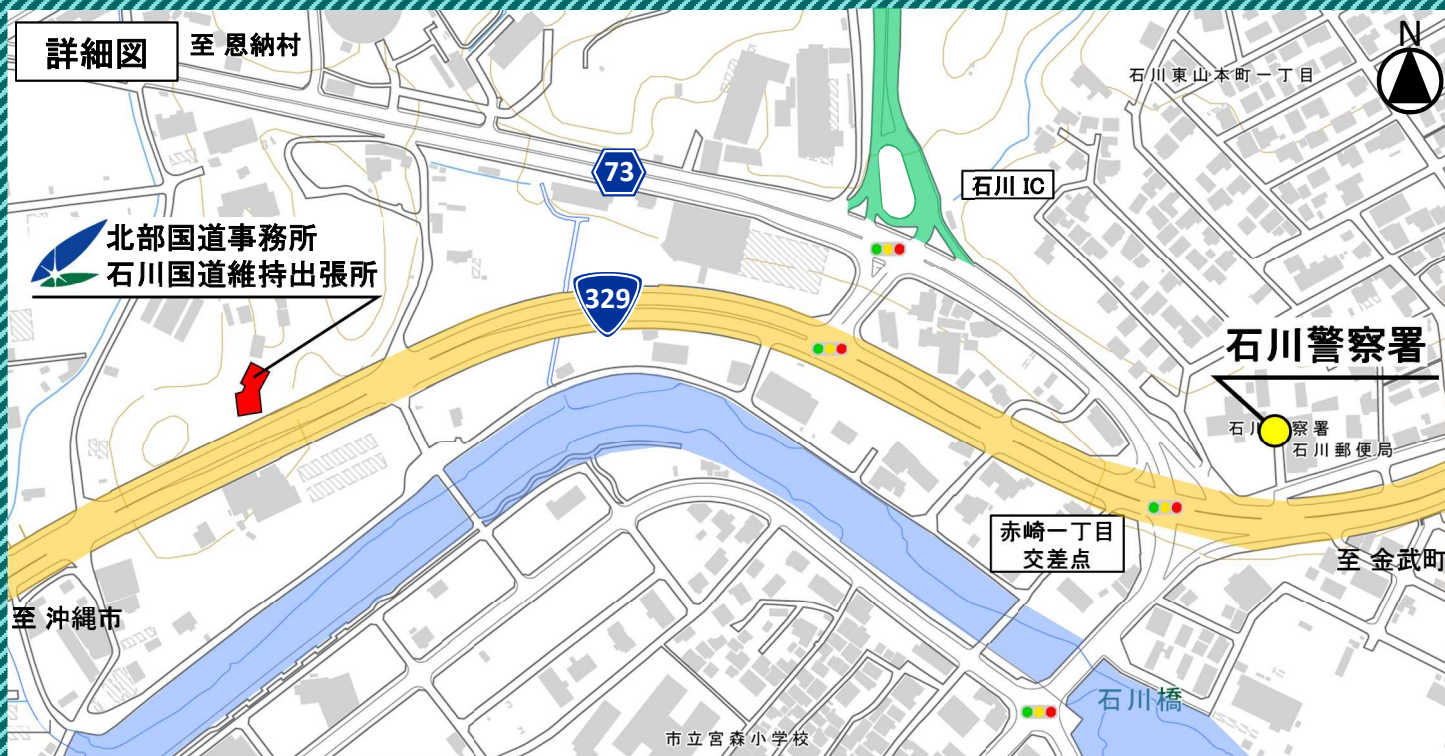 詳細図
至 恩納村
N
石川東山本町一丁目
73
石川 IC
北部国道事務所
石川国道維持出張所
329
石川警察署
石川 察署
石川郵便局
赤崎一丁目
交差点
至 金武町
至 沖縄市
石川橋
市立宮森小学校